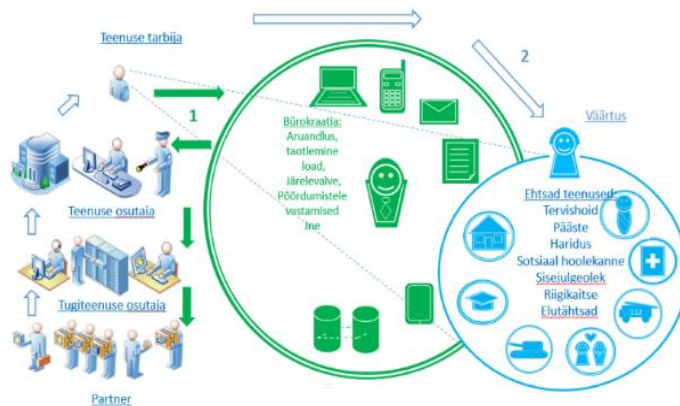 Teenuse tarbija
2
1
Bürokraatia:
Aruandlus,
taotlemine
load,
Järelevalve,
Pöördumistele
vastamised
Jne
Väärtus
Ehtsad teenused:
Tervishoid
Pääste
Haridus
Sotsiaal hoolekanne
Sisejulgeolek
Riigikaitse
Elutähtsad
112
Teenuse osutaja
Tugiteenuse osutaja
Partner